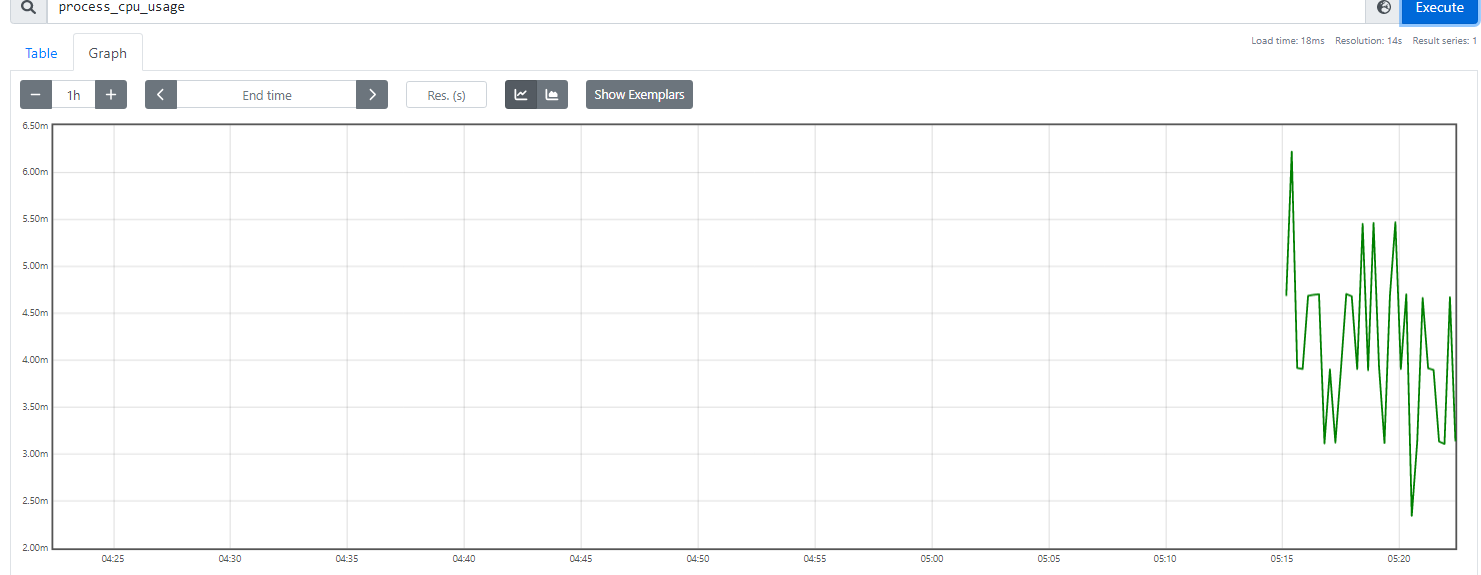 process_cpu_usage
Execute
Load time: 18ms Resolution: 14s Result series: 1
Table Graph
− 1h + End time Res. (s) Show Exemplars
6.50m
6.00m
5.50m
5.00m
4.50m
4.00m
3.50m
3.00m
2.50m
2.00m
04:25 04:30 04:35 04:40 04:45 04:50 04:55 05:00 05:05 05:10 05:15 05:20